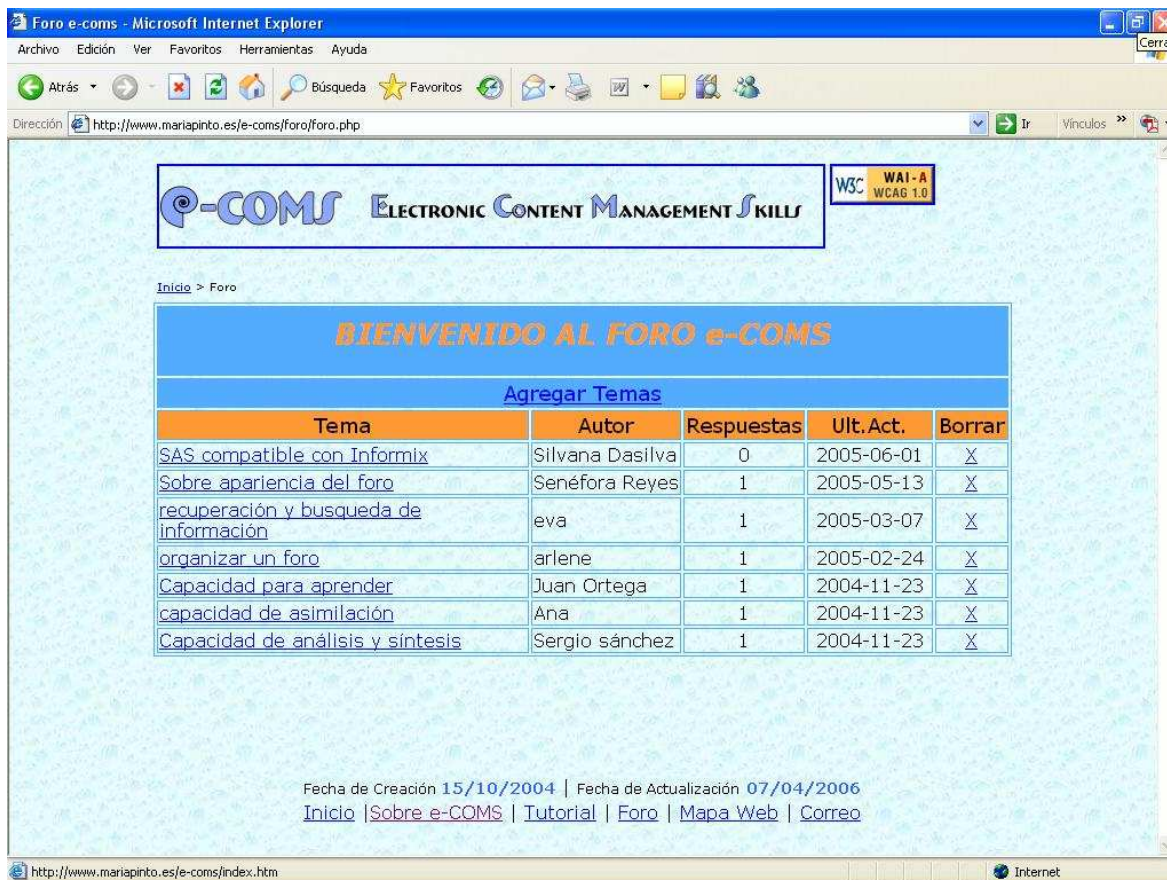 Foro e-coms - Microsoft Internet Explorer
Archivo Edición Ver Favoritos Herramientas Ayuda
Cerra
Atrás Búsqueda Favoritos
Dirección http://www.mariapinto.es/e-coms/foro/foro.php Ir Vínculos »
e-COMS ELECTRONIC CONTENT MANAGEMENT SKILLS
W3C WAI-A WCAG 1.0
Inicio > Foro
BIENVENIDO AL FORO e-COMS
Agregar Temas
Tema Autor Respuestas Ult.Act. Borrar
SAS compatible con Informix Silvana Dasilva 0 2005-06-01 X
Sobre apariencia del foro Senéfora Reyes 1 2005-05-13 X
recuperación y busqueda de
información eva 1 2005-03-07 X
organizar un foro arlene 1 2005-02-24 X
Capacidad para aprender Juan Ortega 1 2004-11-23 X
capacidad de asimilación Ana 1 2004-11-23 X
Capacidad de análisis y síntesis Sergio sánchez 1 2004-11-23 X
Fecha de Creación 15/10/2004 | Fecha de Actualización 07/04/2006
Inicio |Sobre e-COMS | Tutorial | Foro | Mapa Web | Correo
http://www.mariapinto.es/e-coms/index.htm Internet